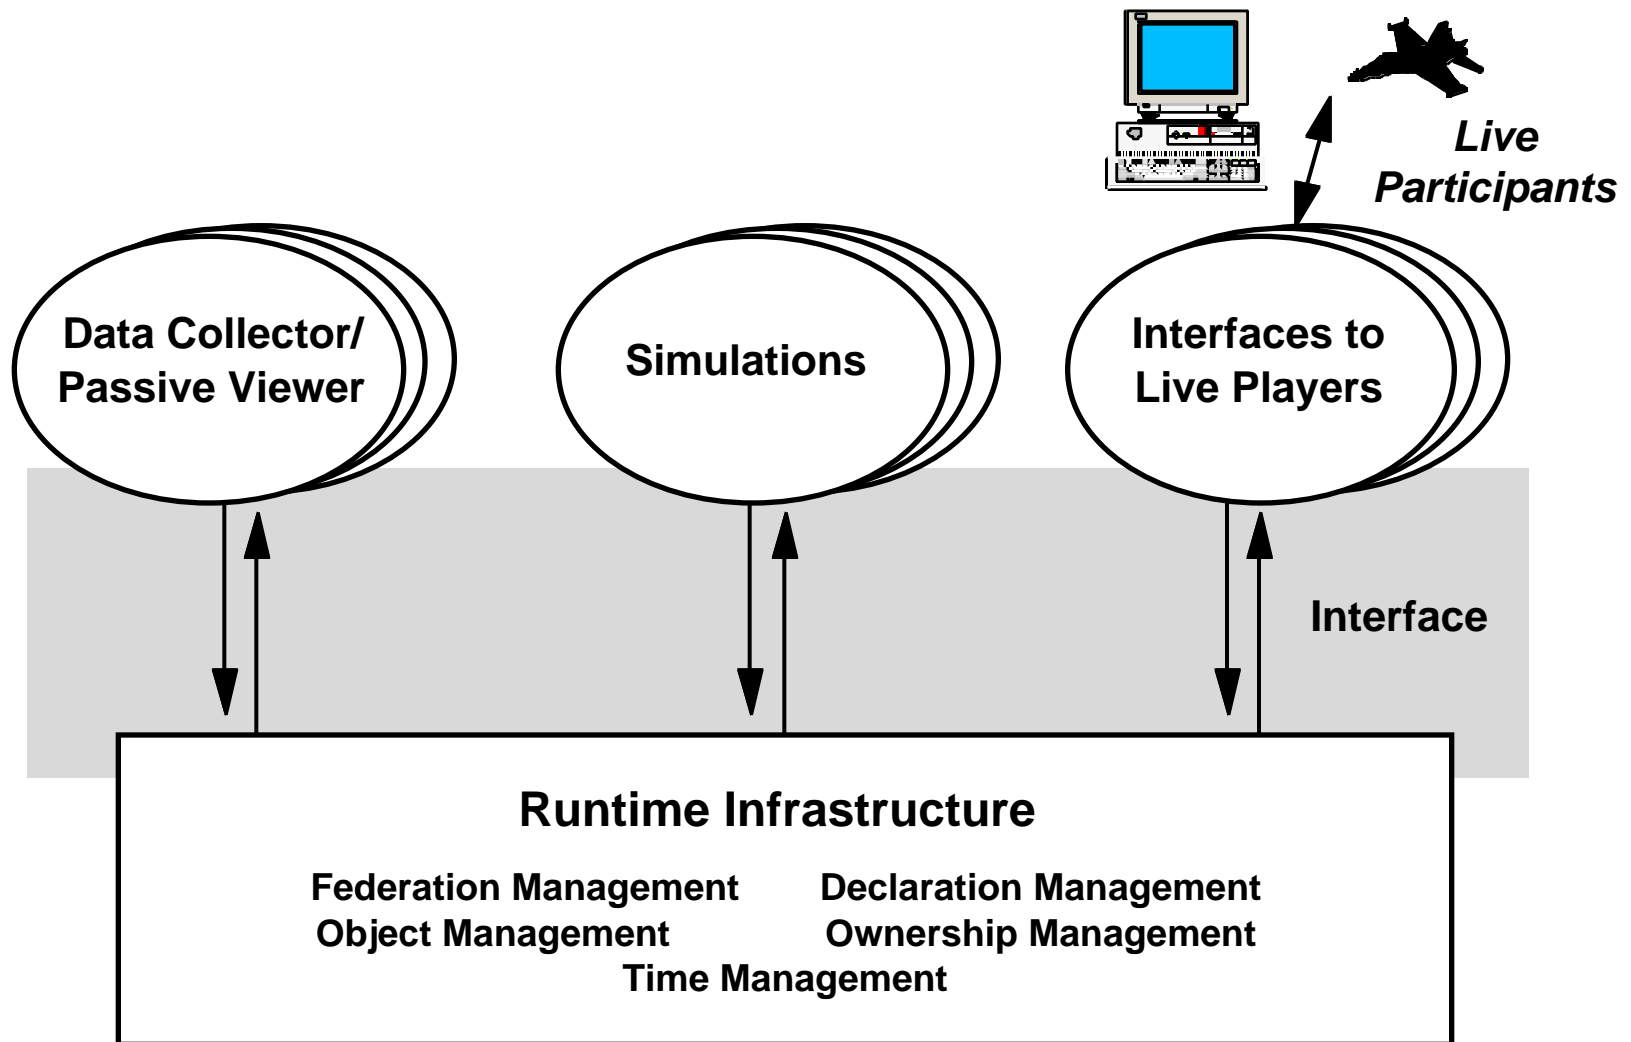 Live
Participants
Data Collector/
Passive Viewer
Simulations
Interfaces to
Live Players
Interface
Runtime Infrastructure
Federation Management Declaration Management
Object Management Ownership Management
Time Management